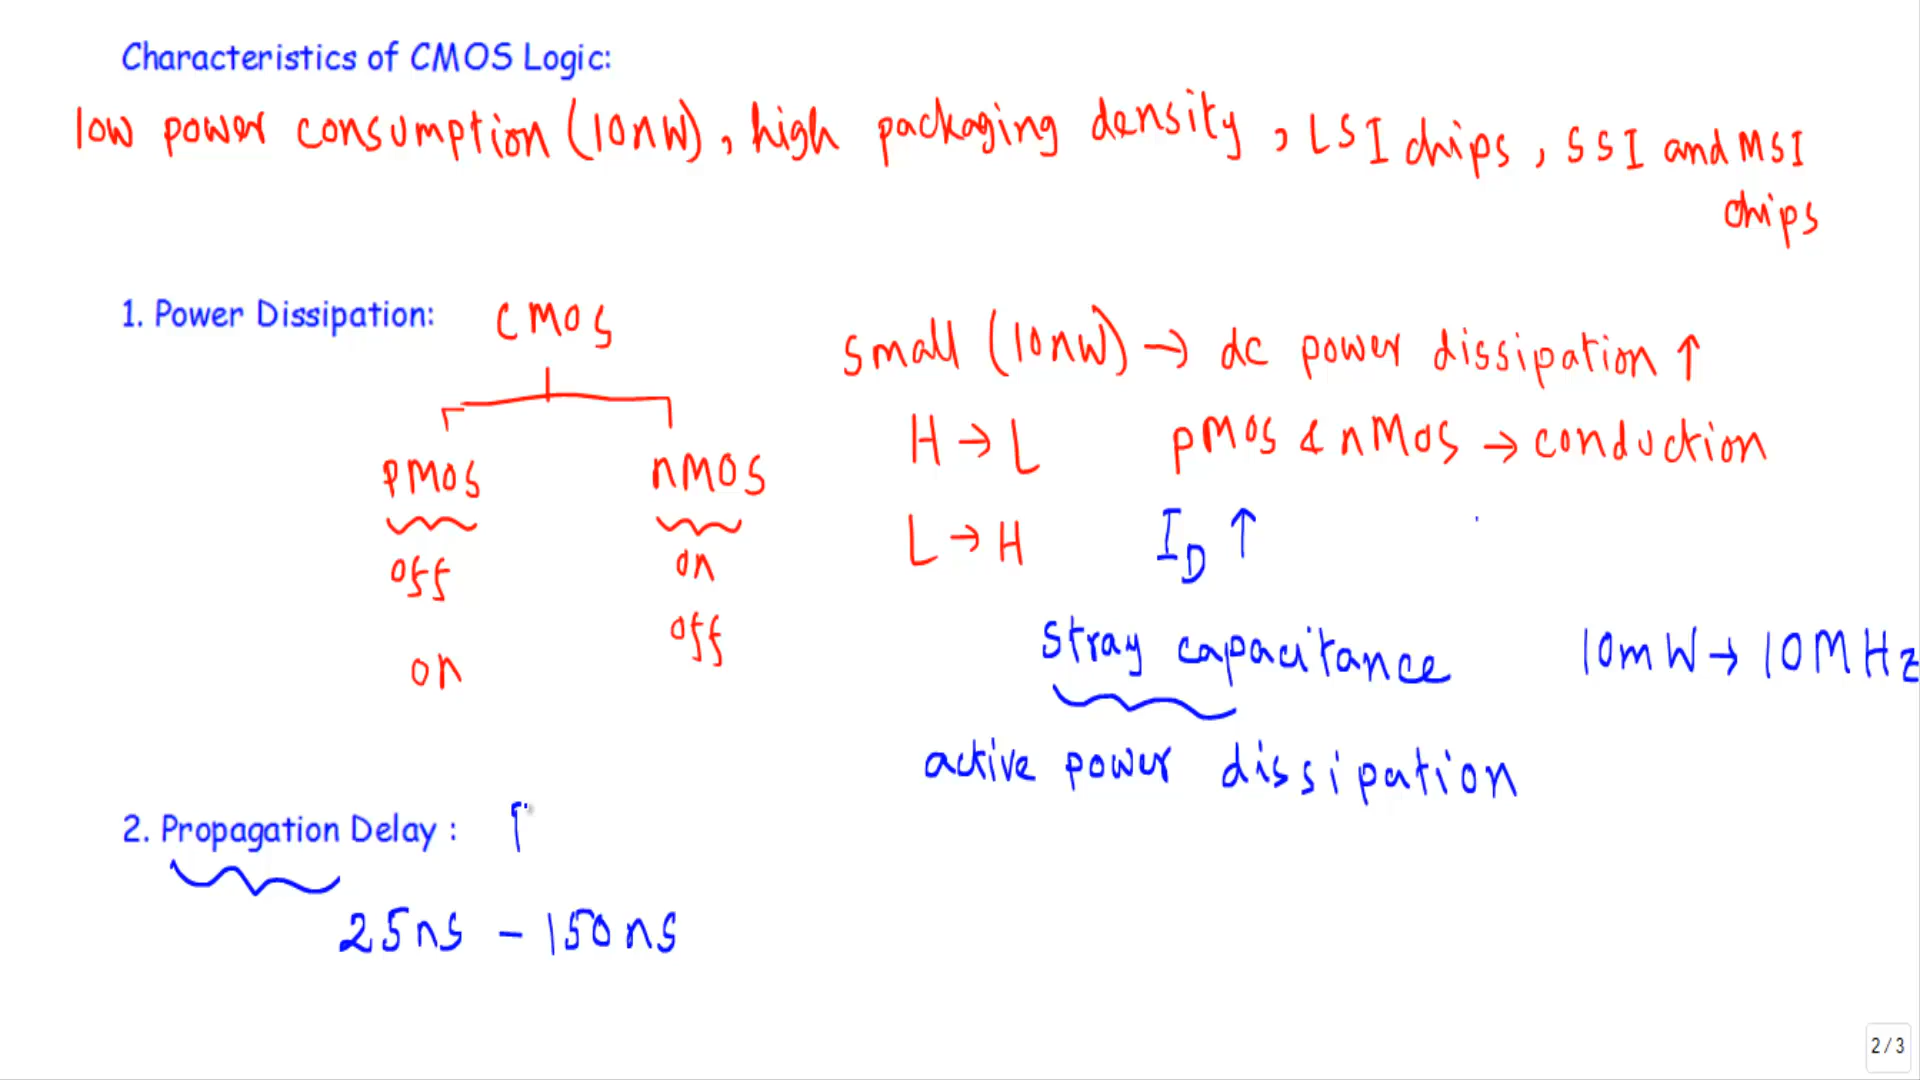 Characteristics of CMOS Logic:
low power consumption (10nW), high packaging density, LSI chips, SSI and MSI
chips
1. Power Dissipation: CMOS
small (10nW) → dc power dissipation ↑
H → L pMOS & nMOS → conduction
pMOS nMOS
off on
L → H I_D ↑
off
on
stray capacitance 10mW → 10MHz
active power dissipation
2. Propagation Delay :
25ns - 150ns
2 / 3